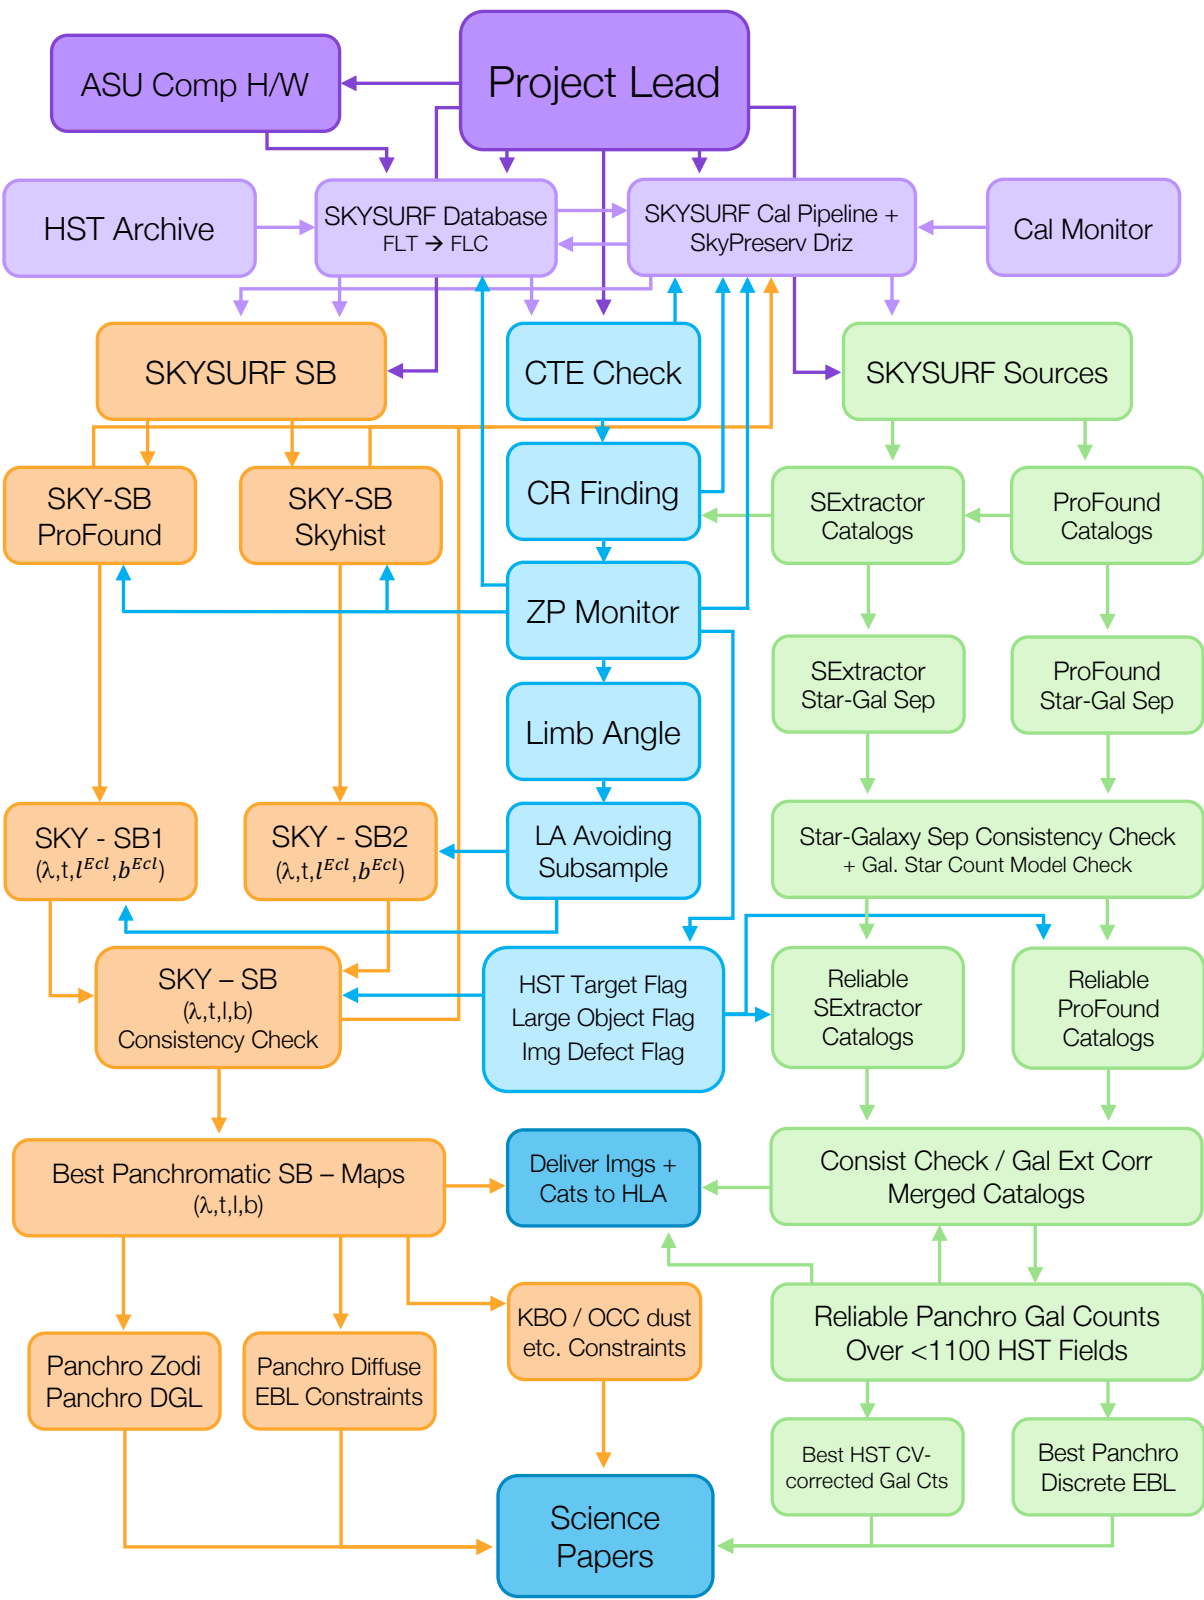 Project Lead
ASU Comp H/W
HST Archive
SKYSURF Database
FLT → FLC
SKYSURF Cal Pipeline +
SkyPreserv Driz
Cal Monitor
SKYSURF SB
CTE Check
SKYSURF Sources
SKY-SB
ProFound
SKY-SB
Skyhist
CR Finding
SExtractor
Catalogs
ProFound
Catalogs
ZP Monitor
SExtractor
Star-Gal Sep
ProFound
Star-Gal Sep
Limb Angle
SKY - SB1
(λ,t,l^Ecl,b^Ecl)
SKY - SB2
(λ,t,l^Ecl,b^Ecl)
LA Avoiding
Subsample
Star-Galaxy Sep Consistency Check
+ Gal. Star Count Model Check
SKY – SB
(λ,t,l,b)
Consistency Check
HST Target Flag
Large Object Flag
Img Defect Flag
Reliable
SExtractor
Catalogs
Reliable
ProFound
Catalogs
Best Panchromatic SB – Maps
(λ,t,l,b)
Deliver Imgs +
Cats to HLA
Consist Check / Gal Ext Corr
Merged Catalogs
KBO / OCC dust
etc. Constraints
Reliable Panchro Gal Counts
Over <1100 HST Fields
Panchro Zodi
Panchro DGL
Panchro Diffuse
EBL Constraints
Best HST CV-
corrected Gal Cts
Best Panchro
Discrete EBL
Science
Papers